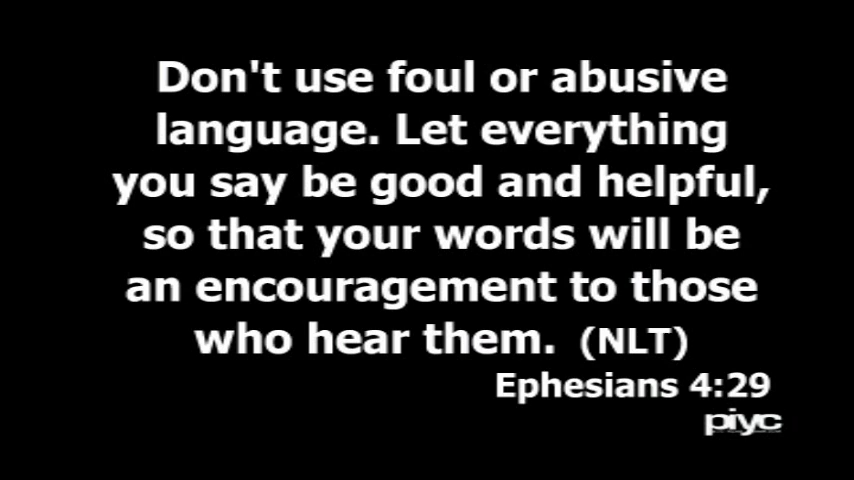 Don't use foul or abusive
language. Let everything
you say be good and helpful,
so that your words will be
an encouragement to those
who hear them. (NLT)
Ephesians 4:29
piyc